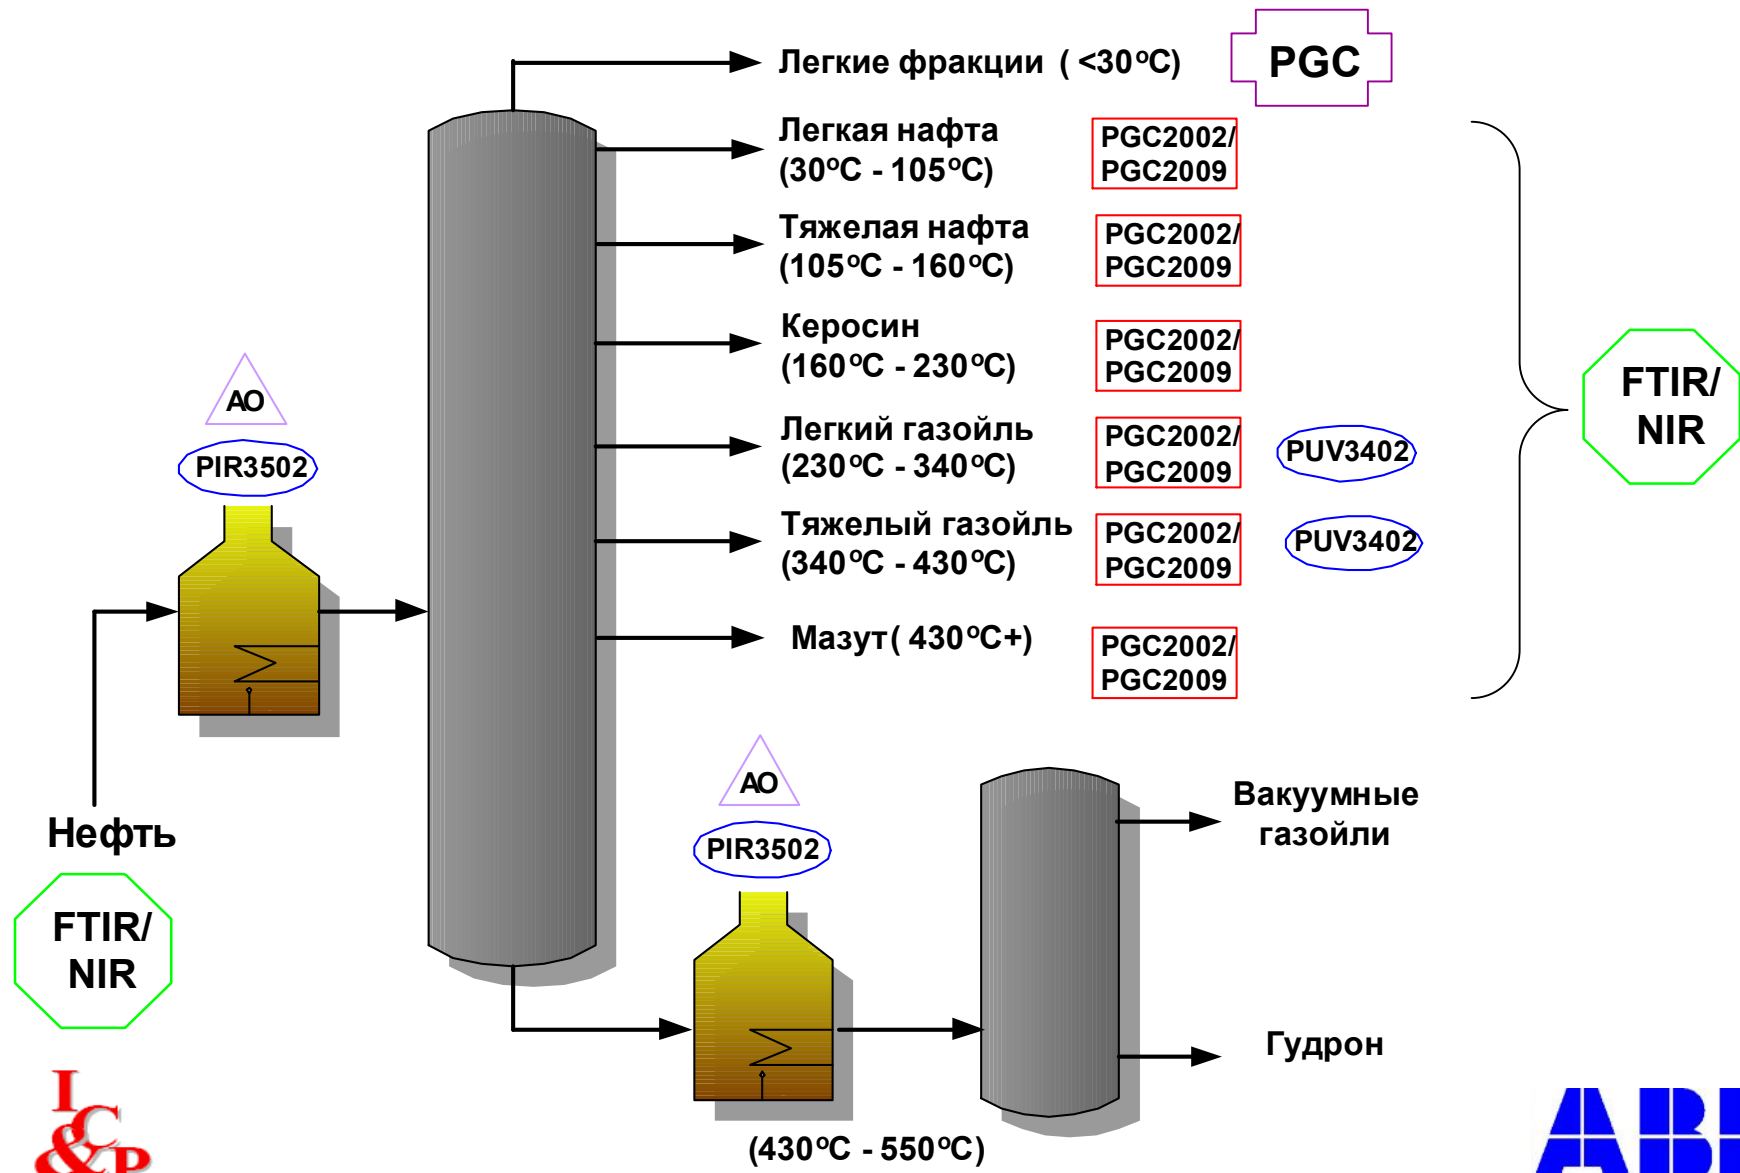 Легкие фракции ( <30°C)
PGC
Легкая нафта
(30°C - 105°C)
PGC2002/
PGC2009
Тяжелая нафта
(105°C - 160°C)
PGC2002/
PGC2009
Керосин
(160°C - 230°C)
PGC2002/
PGC2009
FTIR/
NIR
AO
PIR3502
Легкий газойль
(230°C - 340°C)
PGC2002/
PGC2009
PUV3402
Тяжелый газойль
(340°C - 430°C)
PGC2002/
PGC2009
PUV3402
Мазут( 430°C+)
PGC2002/
PGC2009
Нефть
FTIR/
NIR
AO
PIR3502
Вакуумные
газойли
Гудрон
(430°C - 550°C)
I
C
&P
ABB